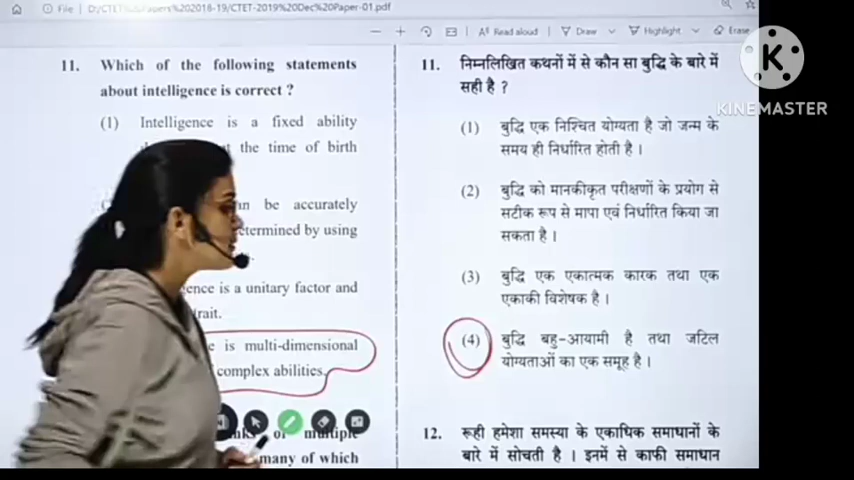 File D:/CTET%20Papers%202018-19/CTET-2019%20Dec%20Paper-01.pdf
Read aloud Draw Highlight Erase
K
KINEMASTER
11. Which of the following statements
about intelligence is correct ?
(1) Intelligence is a fixed ability
at the time of birth
be accurately
determined by using
is a unitary factor and
trait.
is multi-dimensional
complex abilities.
of multiple
many of which
11. निम्नलिखित कथनों में से कौन सा बुद्धि के बारे में
सही है ?
(1) बुद्धि एक निश्चित योग्यता है जो जन्म के
समय ही निर्धारित होती है ।
(2) बुद्धि को मानकीकृत परीक्षणों के प्रयोग से
सटीक रूप से मापा एवं निर्धारित किया जा
सकता है ।
(3) बुद्धि एक एकात्मक कारक तथा एक
एकाकी विशेषक है ।
(4) बुद्धि बहु-आयामी है तथा जटिल
योग्यताओं का एक समूह है ।
12. रूही हमेशा समस्या के एकाधिक समाधानों के
बारे में सोचती है । इनमें से काफी समाधान